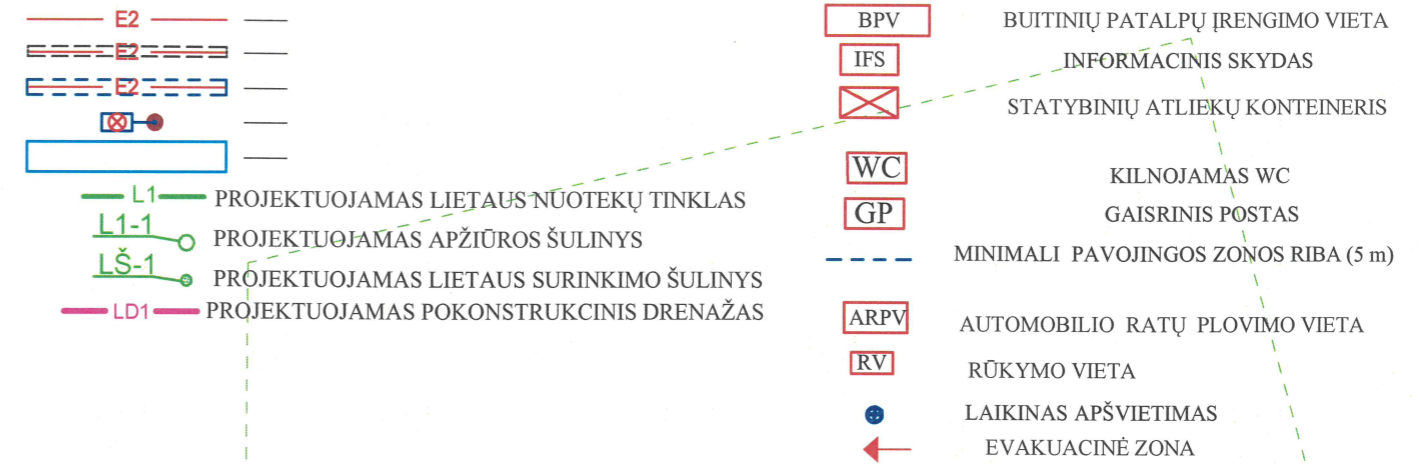 E2
E2
E2
L1 PROJEKTUOJAMAS LIETAUS NUOTEKŲ TINKLAS
L1-1 PROJEKTUOJAMAS APŽIŪROS ŠULINYS
LŠ-1 PROJEKTUOJAMAS LIETAUS SURINKIMO ŠULINYS
LD1 PROJEKTUOJAMAS POKONSTRUKCINIS DRENAŽAS
BPV BUITINIŲ PATALPŲ ĮRENGIMO VIETA
IFS INFORMACINIS SKYDAS
STATYBINIŲ ATLIEKŲ KONTEINERIS
WC KILNOJAMAS WC
GP GAISRINIS POSTAS
MINIMALI PAVOJINGOS ZONOS RIBA (5 m)
ARPV AUTOMOBILIO RATŲ PLOVIMO VIETA
RV RŪKYMO VIETA
LAIKINAS APŠVIETIMAS
EVAKUACINĖ ZONA